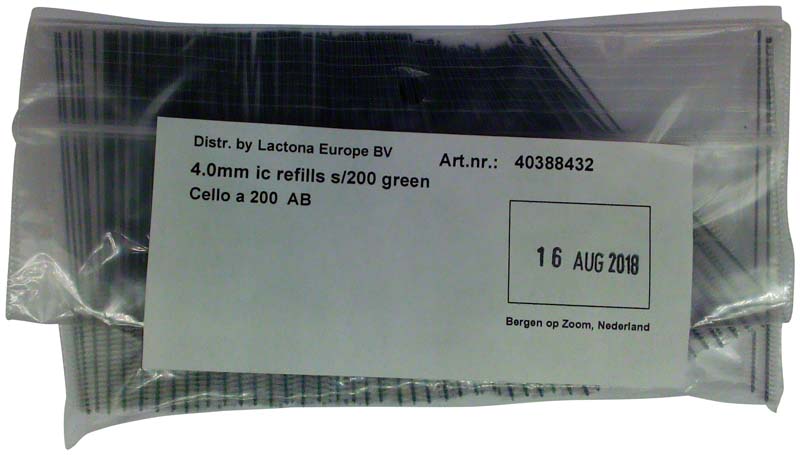 Distr. by Lactona Europe BV
Art.nr.: 40388432
4.0mm ic refills s/200 green
Cello a 200 AB
16 AUG 2018
Bergen op Zoom, Nederland